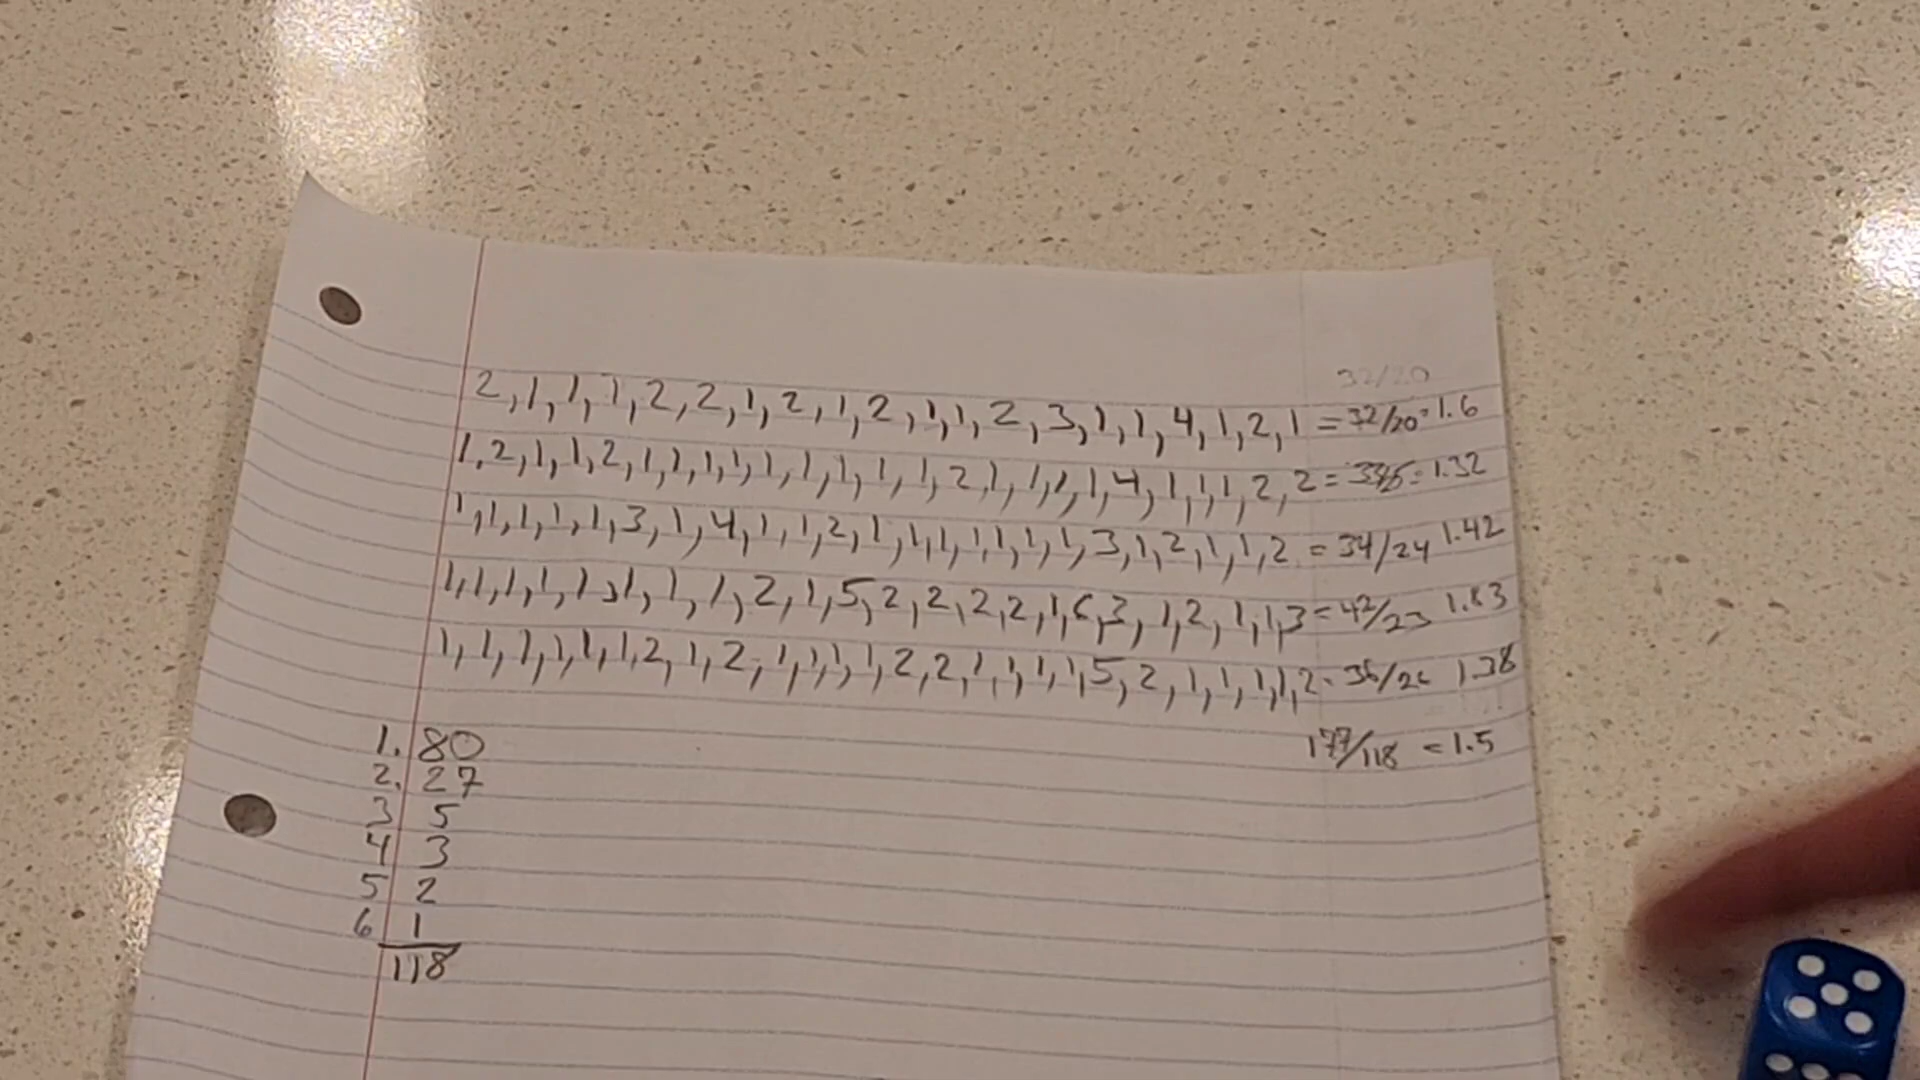 32/20
2,1,1,1,2,2,1,2,1,2,1,1,2,3,1,1,4,1,2,1 = 32/20 = 1.6
1,2,1,1,2,1,1,1,1,1,1,1,1,1,2,1,1,1,1,4,1,1,1,2,2 = 1.32
1,1,1,1,1,3,1,4,1,1,2,1,1,1,1,1,1,1,3,1,2,1,1,2 = 34/24 1.42
1,1,1,1,1,1,1,1,2,1,5,2,2,2,2,1,6,3,1,2,1,1,3 = 42/23 1.83
1,1,1,1,1,1,2,1,2,1,1,1,1,2,2,1,1,1,1,5,2,1,1,1,1,2 = 36/26 1.38
177/118 = 1.5
1. 80
2. 27
3 5
4 3
5 2
6 1
118